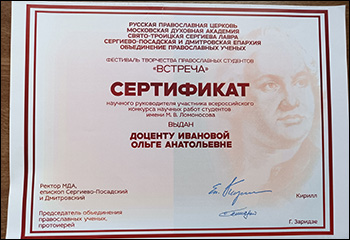 РУССКАЯ ПРАВОСЛАВНАЯ ЦЕРКОВЬ
МОСКОВСКАЯ ДУХОВНАЯ АКАДЕМИЯ
СВЯТО-ТРОИЦКАЯ СЕРГИЕВА ЛАВРА
СЕРГИЕВО-ПОСАДСКАЯ И ДМИТРОВСКАЯ ЕПАРХИЯ
ОБЪЕДИНЕНИЕ ПРАВОСЛАВНЫХ УЧЕНЫХ
ФЕСТИВАЛЬ ТВОРЧЕСТВА ПРАВОСЛАВНЫХ СТУДЕНТОВ
«ВСТРЕЧА»
СЕРТИФИКАТ
научного руководителя участника всероссийского
конкурса научных работ студентов
имени М. В. Ломоносова
ВЫДАН
ДОЦЕНТУ ИВАНОВОЙ
ОЛЬГЕ АНАТОЛЬЕВНЕ
Ректор МДА,
епископ Сергиево-Посадский
и Дмитровский
Кирилл
Председатель объединения
православных ученых,
протоиерей
Г. Заридзе